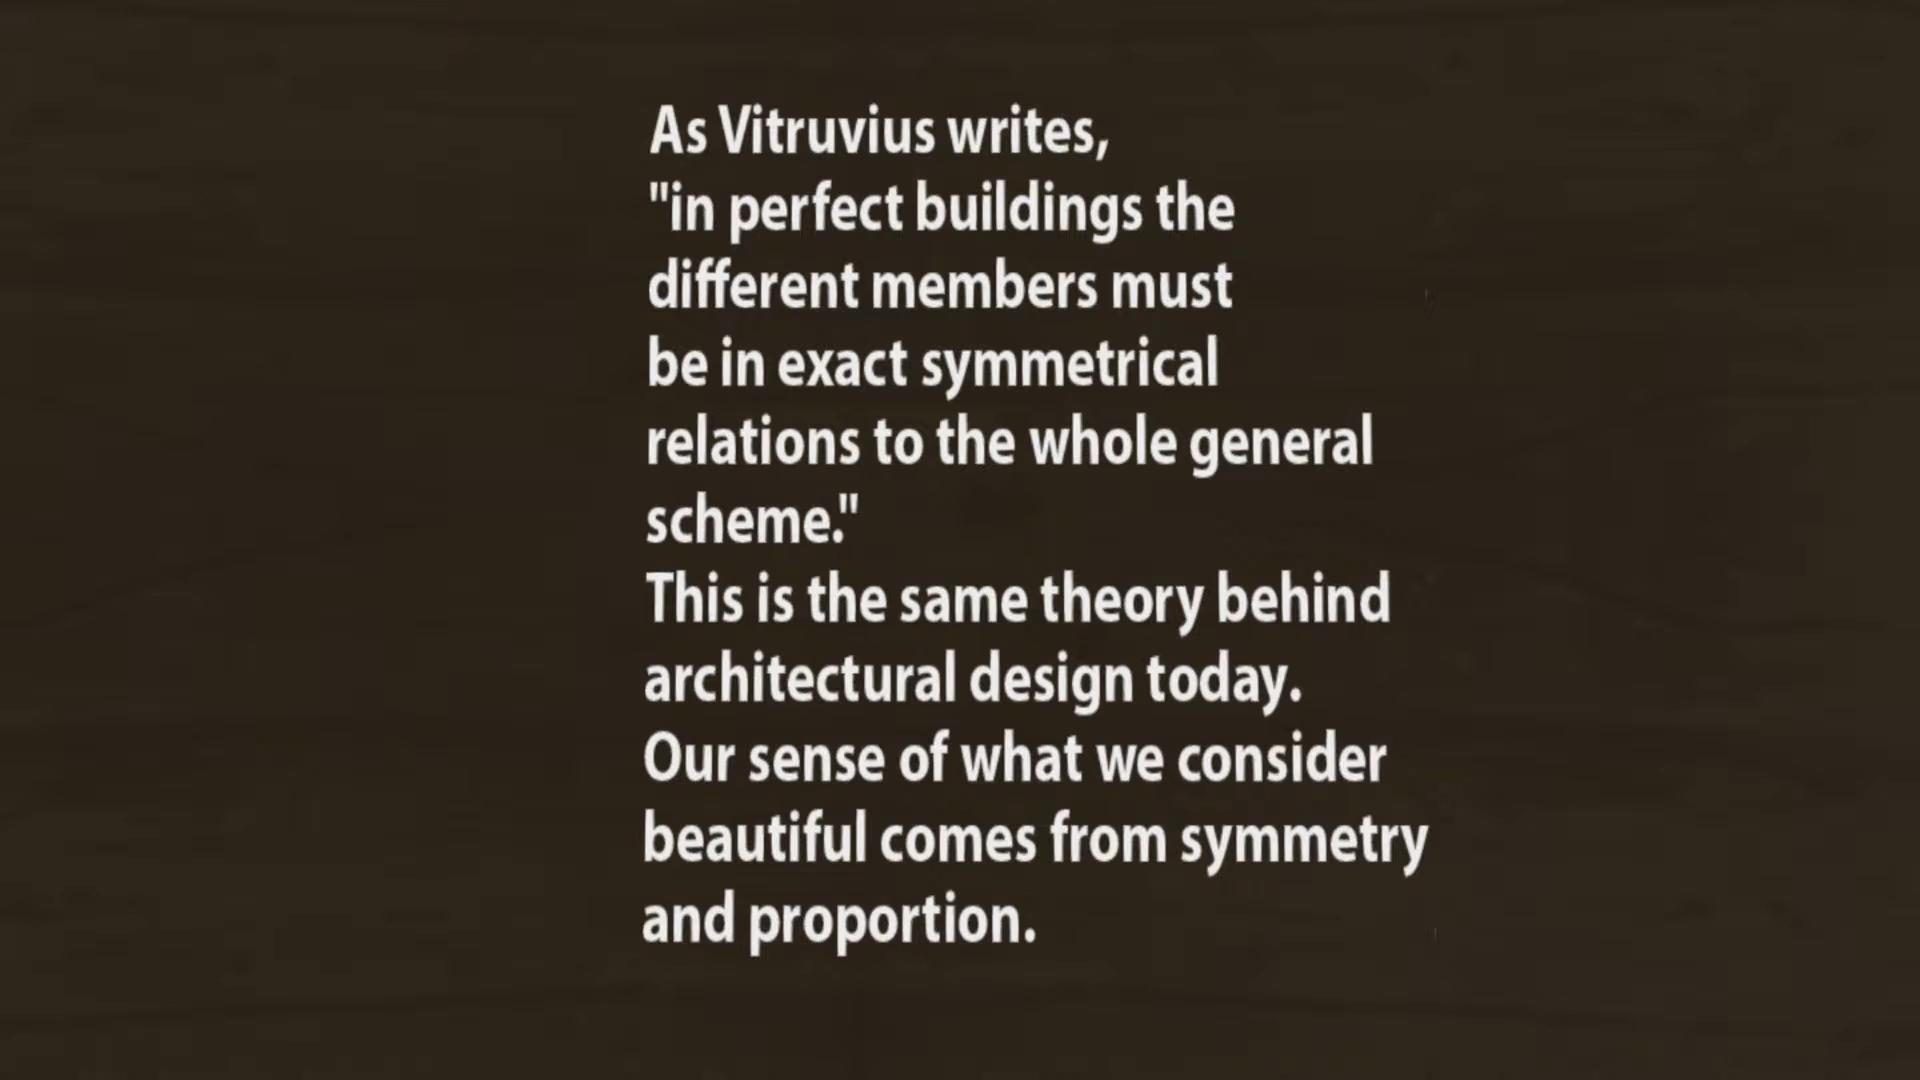 As Vitruvius writes,
"in perfect buildings the
different members must
be in exact symmetrical
relations to the whole general
scheme."
This is the same theory behind
architectural design today.
Our sense of what we consider
beautiful comes from symmetry
and proportion.